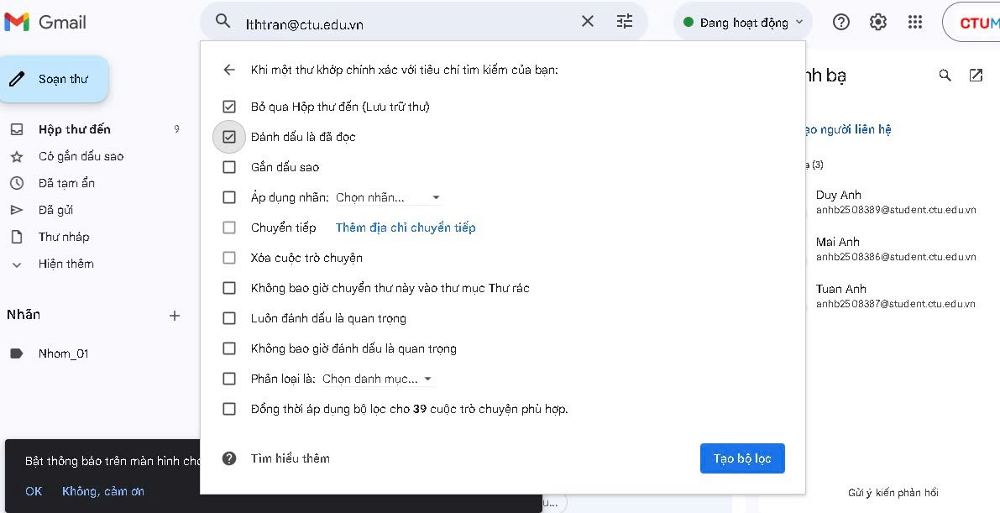 Gmail
lthtran@ctu.edu.vn
Đang hoạt động
CTUM
Soạn thư
Hộp thư đến 9
Có gắn dấu sao
Đã tạm ẩn
Đã gửi
Thư nháp
Hiện thêm
Nhãn
Nhom_01
Khi một thư khớp chính xác với tiêu chí tìm kiếm của bạn:
Bỏ qua Hộp thư đến (Lưu trữ thư)
Đánh dấu là đã đọc
Gắn dấu sao
Áp dụng nhãn: Chọn nhãn...
Chuyển tiếp Thêm địa chỉ chuyển tiếp
Xóa cuộc trò chuyện
Không bao giờ chuyển thư này vào thư mục Thư rác
Luôn đánh dấu là quan trọng
Không bao giờ đánh dấu là quan trọng
Phân loại là: Chọn danh mục...
Đồng thời áp dụng bộ lọc cho 39 cuộc trò chuyện phù hợp.
Tìm hiểu thêm
Tạo bộ lọc
nh bạ
ạo người liên hệ
ạ (3)
Duy Anh
anhb2508389@student.ctu.edu.vn
Mai Anh
anhb2508386@student.ctu.edu.vn
Tuan Anh
anhb2508387@student.ctu.edu.vn
Gửi ý kiến phản hồi
Bật thông báo trên màn hình cho
OK Không, cảm ơn
u...